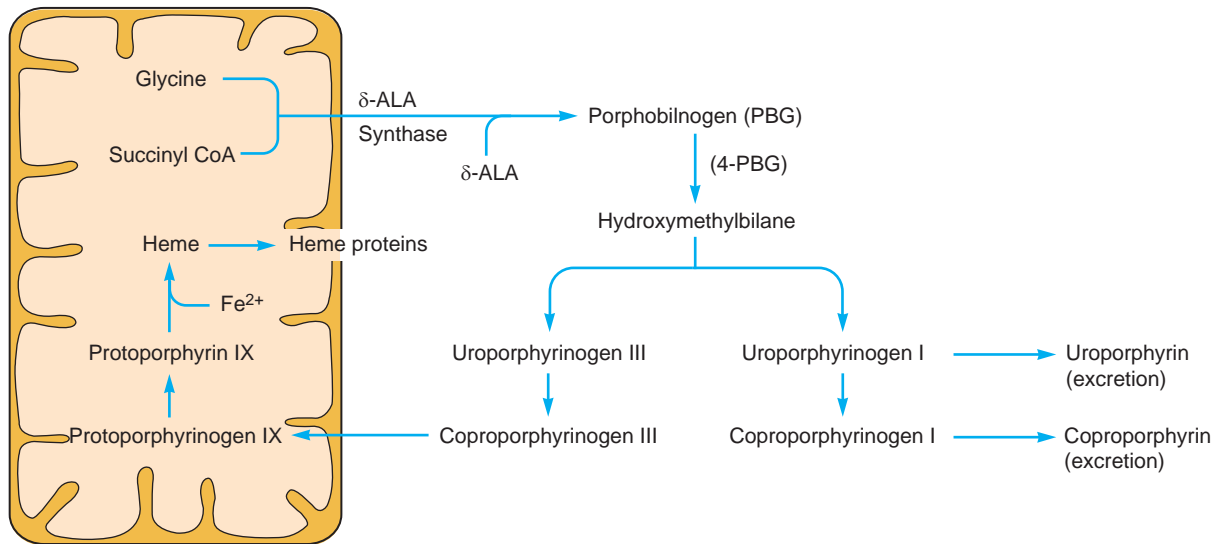 Glycine
Succinyl CoA
δ-ALA
Synthase
δ-ALA
Porphobilnogen (PBG)
(4-PBG)
Hydroxymethylbilane
Heme
Heme proteins
Fe2+
Protoporphyrin IX
Protoporphyrinogen IX
Uroporphyrinogen III
Uroporphyrinogen I
Uroporphyrin
(excretion)
Coproporphyrinogen III
Coproporphyrinogen I
Coproporphyrin
(excretion)